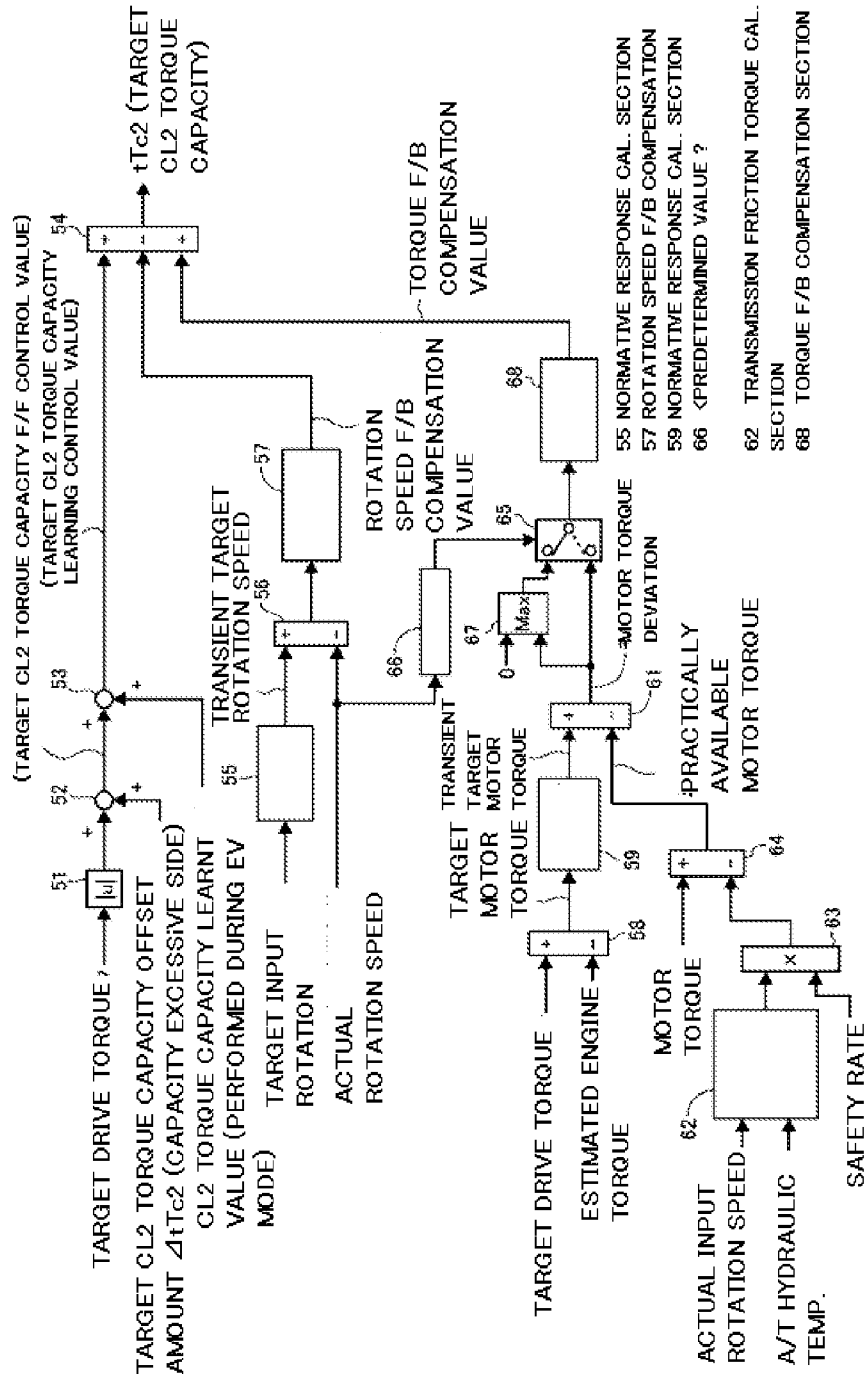 TARGET DRIVE TORQUE
51
|u|
52
53
+
+
+
+
(TARGET CL2 TORQUE CAPACITY F/F CONTROL VALUE)
(TARGET CL2 TORQUE CAPACITY
LEARNING CONTROL VALUE)
54
+
-
+
tTc2 (TARGET
CL2 TORQUE
CAPACITY)
TARGET CL2 TORQUE CAPACITY OFFSET
AMOUNT ⊿tTc2 (CAPACITY EXCESSIVE SIDE)
CL2 TORQUE CAPACITY LEARNT
VALUE (PERFORMED DURING EV
MODE)
TARGET INPUT
ROTATION
55
TRANSIENT TARGET
ROTATION SPEED
56
+
-
57
ROTATION
SPEED F/B
COMPENSATION
VALUE
ACTUAL
ROTATION SPEED
66
TORQUE F/B
COMPENSATION
VALUE
TARGET DRIVE TORQUE
ESTIMATED ENGINE
TORQUE
+
-
58
TARGET
MOTOR
TORQUE
59
TRANSIENT
TARGET
MOTOR
TORQUE
+
-
61
0
67
Max
65
68
MOTOR TORQUE
DEVIATION
PRACTICALLY
AVAILABLE
MOTOR TORQUE
MOTOR
TORQUE
+
-
64
ACTUAL INPUT
ROTATION SPEED
A/T HYDRAULIC
TEMP.
62
x
63
SAFETY RATE
55 NORMATIVE RESPONSE CAL. SECTION
57 ROTATION SPEED F/B COMPENSATION
59 NORMATIVE RESPONSE CAL. SECTION
66 <PREDETERMINED VALUE ?
62 TRANSMISSION FRICTION TORQUE CAL.
SECTION
68 TORQUE F/B COMPENSATION SECTION